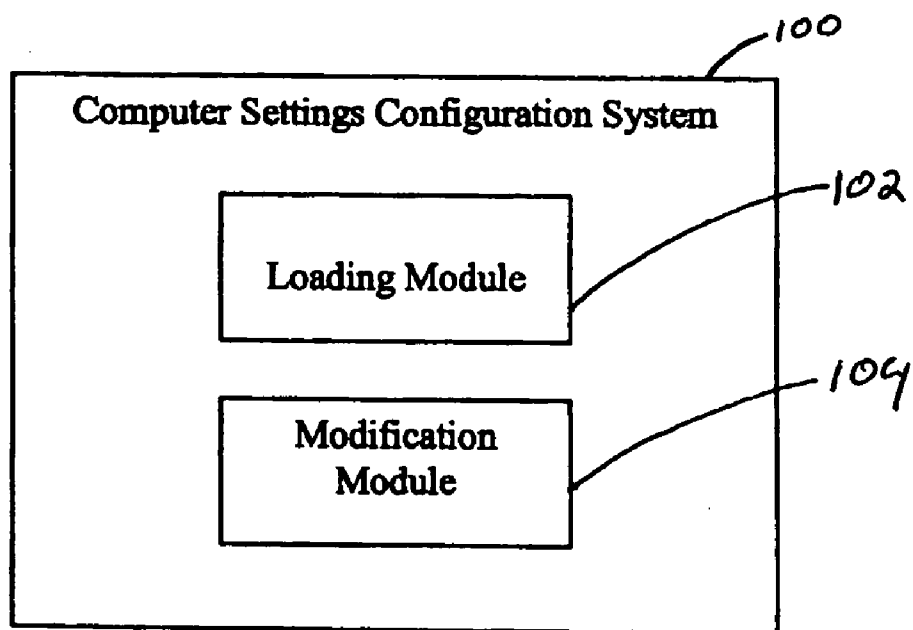 100
Computer Settings Configuration System
102
Loading Module
104
Modification
Module